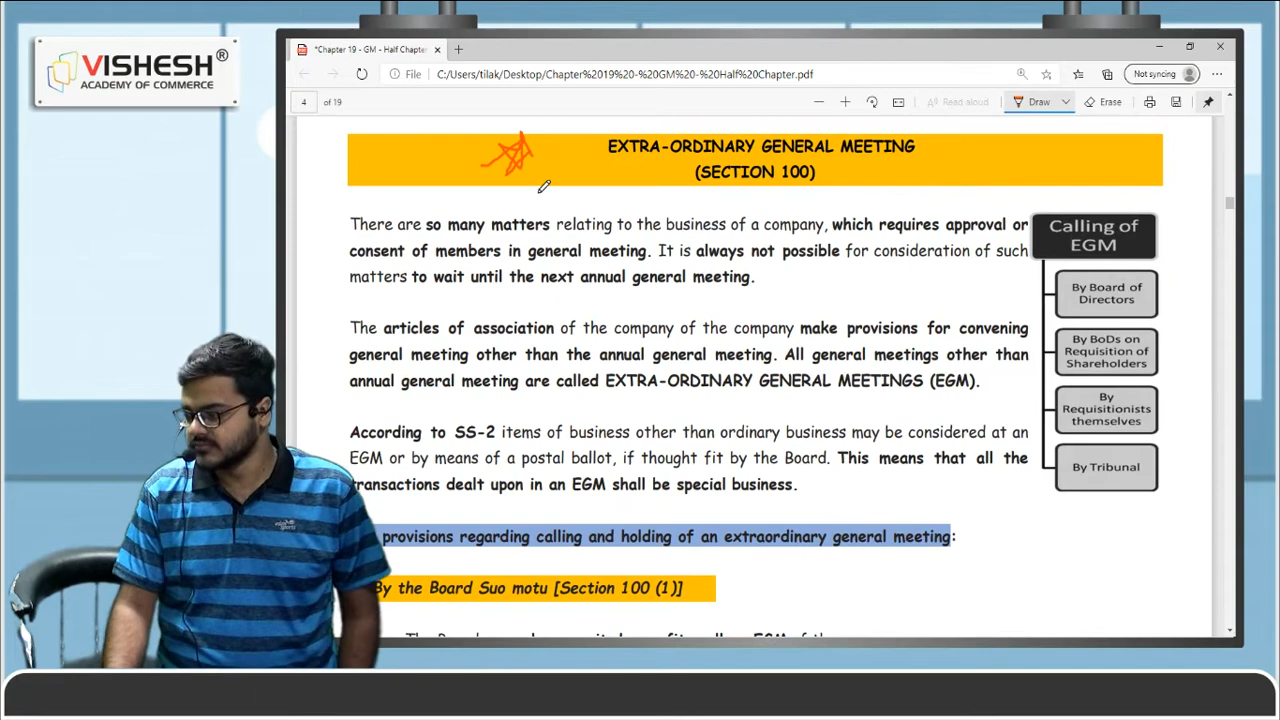 VISHESH®
ACADEMY OF COMMERCE
*Chapter 19 - GM - Half Chapter
File C:/Users/tilak/Desktop/Chapter%2019%20-%20GM%20-%20Half%20Chapter.pdf
Not syncing
4 of 19
Read aloud
Draw
Erase
EXTRA-ORDINARY GENERAL MEETING
(SECTION 100)
There are so many matters relating to the business of a company, which requires approval or
consent of members in general meeting. It is always not possible for consideration of such
matters to wait until the next annual general meeting.
The articles of association of the company of the company make provisions for convening
general meeting other than the annual general meeting. All general meetings other than
annual general meeting are called EXTRA-ORDINARY GENERAL MEETINGS (EGM).
According to SS-2 items of business other than ordinary business may be considered at an
EGM or by means of a postal ballot, if thought fit by the Board. This means that all the
transactions dealt upon in an EGM shall be special business.
provisions regarding calling and holding of an extraordinary general meeting:
By the Board Suo motu [Section 100 (1)]
Calling of
EGM
By Board of
Directors
By BoDs on
Requisition of
Shareholders
By
Requisitionists
themselves
By Tribunal